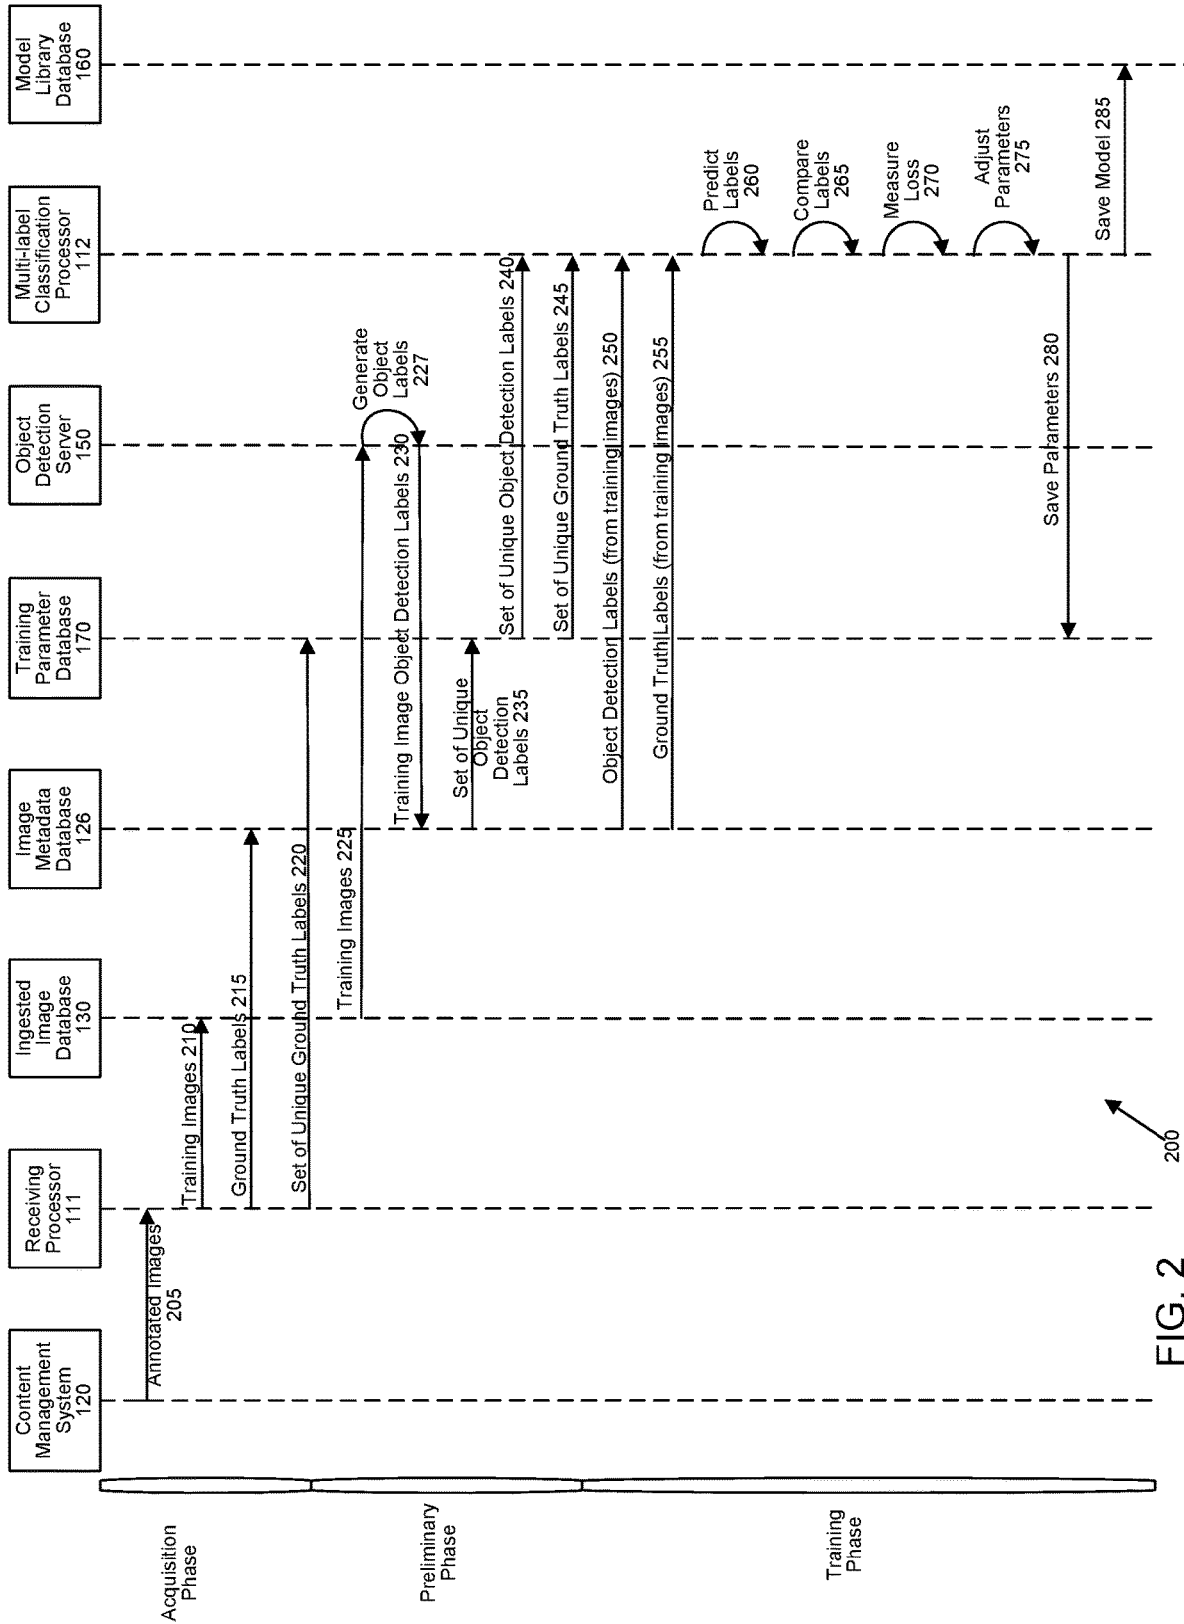 Content
Management
System
120
Receiving
Processor
111
Ingested
Image
Database
130
Image
Metadata
Database
126
Training
Parameter
Database
170
Object
Detection
Server
150
Multi-label
Classification
Processor
112
Model
Library
Database
160
Acquisition
Phase
Annotated Images
205
Training Images 210
Ground Truth Labels 215
Set of Unique Ground Truth Labels 220
Preliminary
Phase
Training Images 225
Generate
Object
Labels
227
Training Image Object Detection Labels 230
Set of Unique
Object
Detection
Labels 235
Set of Unique Object Detection Labels 240
Set of Unique Ground Truth Labels 245
Training
Phase
Object Detection Labels (from training images) 250
Ground Truth Labels (from training images) 255
Predict
Labels
260
Compare
Labels
265
Measure
Loss
270
Adjust
Parameters
275
Save Parameters 280
Save Model 285
200
FIG. 2